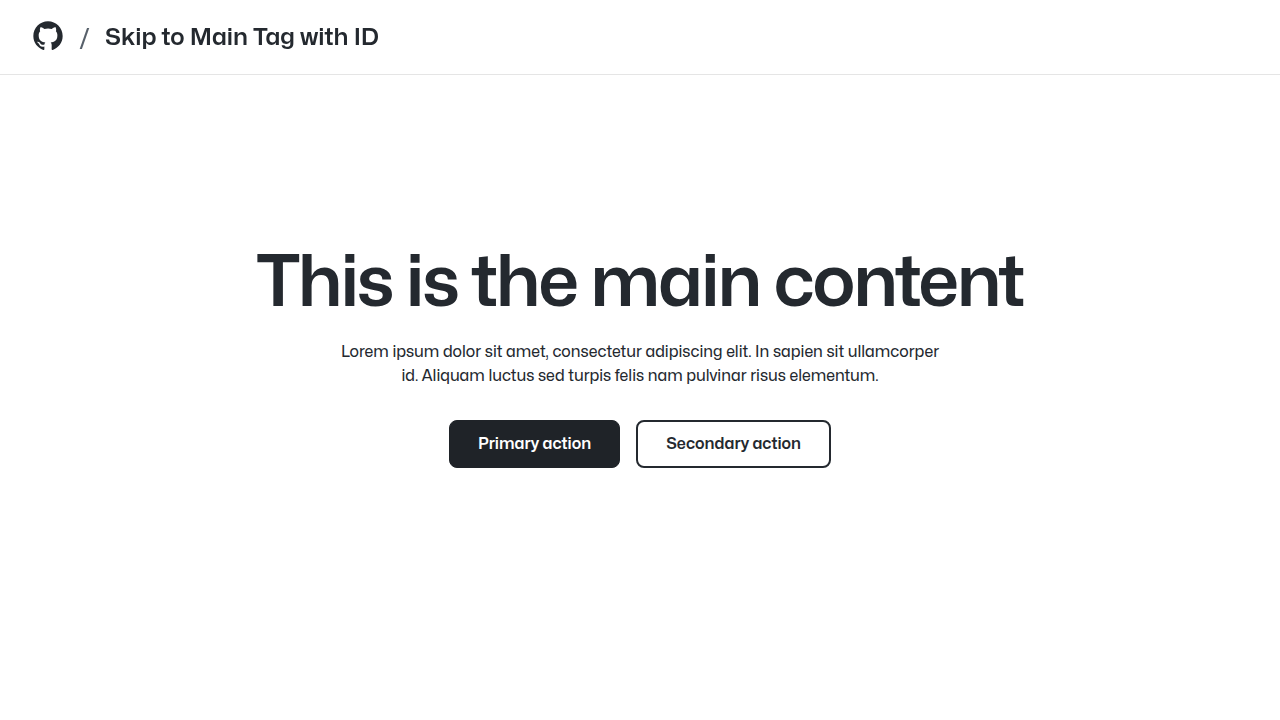 / Skip to Main Tag with ID
This is the main content
Lorem ipsum dolor sit amet, consectetur adipiscing elit. In sapien sit ullamcorper
id. Aliquam luctus sed turpis felis nam pulvinar risus elementum.
Primary action
Secondary action